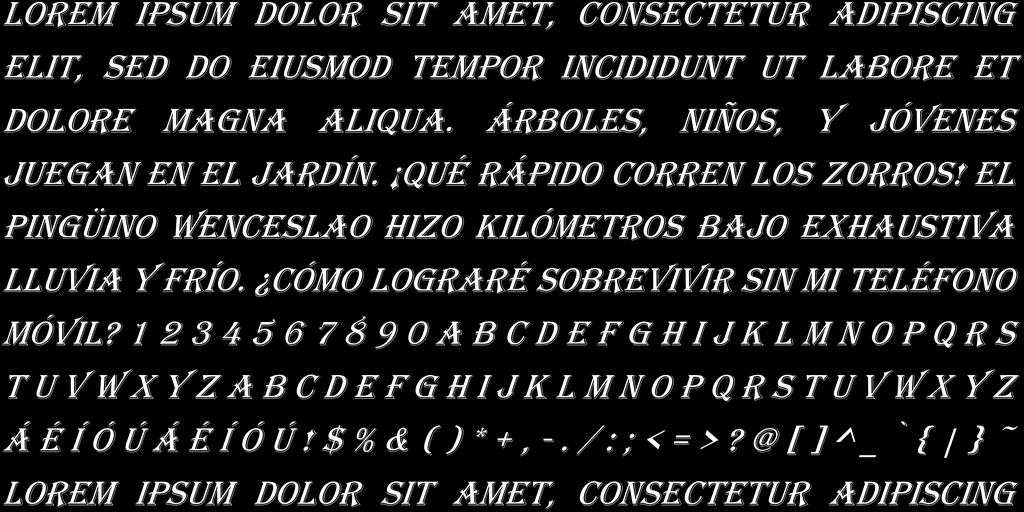 LOREM IPSUM DOLOR SIT AMET, CONSECTETUR ADIPISCING
ELIT, SED DO EIUSMOD TEMPOR INCIDIDUNT UT LABORE ET
DOLORE MAGNA ALIQUA. ÁRBOLES, NIÑOS, Y JÓVENES
JUEGAN EN EL JARDÍN. ¡QUÉ RÁPIDO CORREN LOS ZORROS! EL
PINGÜINO WENCESLAO HIZO KILÓMETROS BAJO EXHAUSTIVA
LLUVIA Y FRÍO. ¿CÓMO LOGRARÉ SOBREVIVIR SIN MI TELÉFONO
MÓVIL? 1 2 3 4 5 6 7 8 9 0 A B C D E F G H I J K L M N O P Q R S
T U V W X Y Z A B C D E F G H I J K L M N O P Q R S T U V W X Y Z
Á É Í Ó Ú Á É Í Ó Ú ! $ % & ( ) * + , - . / : ; < = > ? @ [ ] ^ _ ` { | } ~
LOREM IPSUM DOLOR SIT AMET, CONSECTETUR ADIPISCING